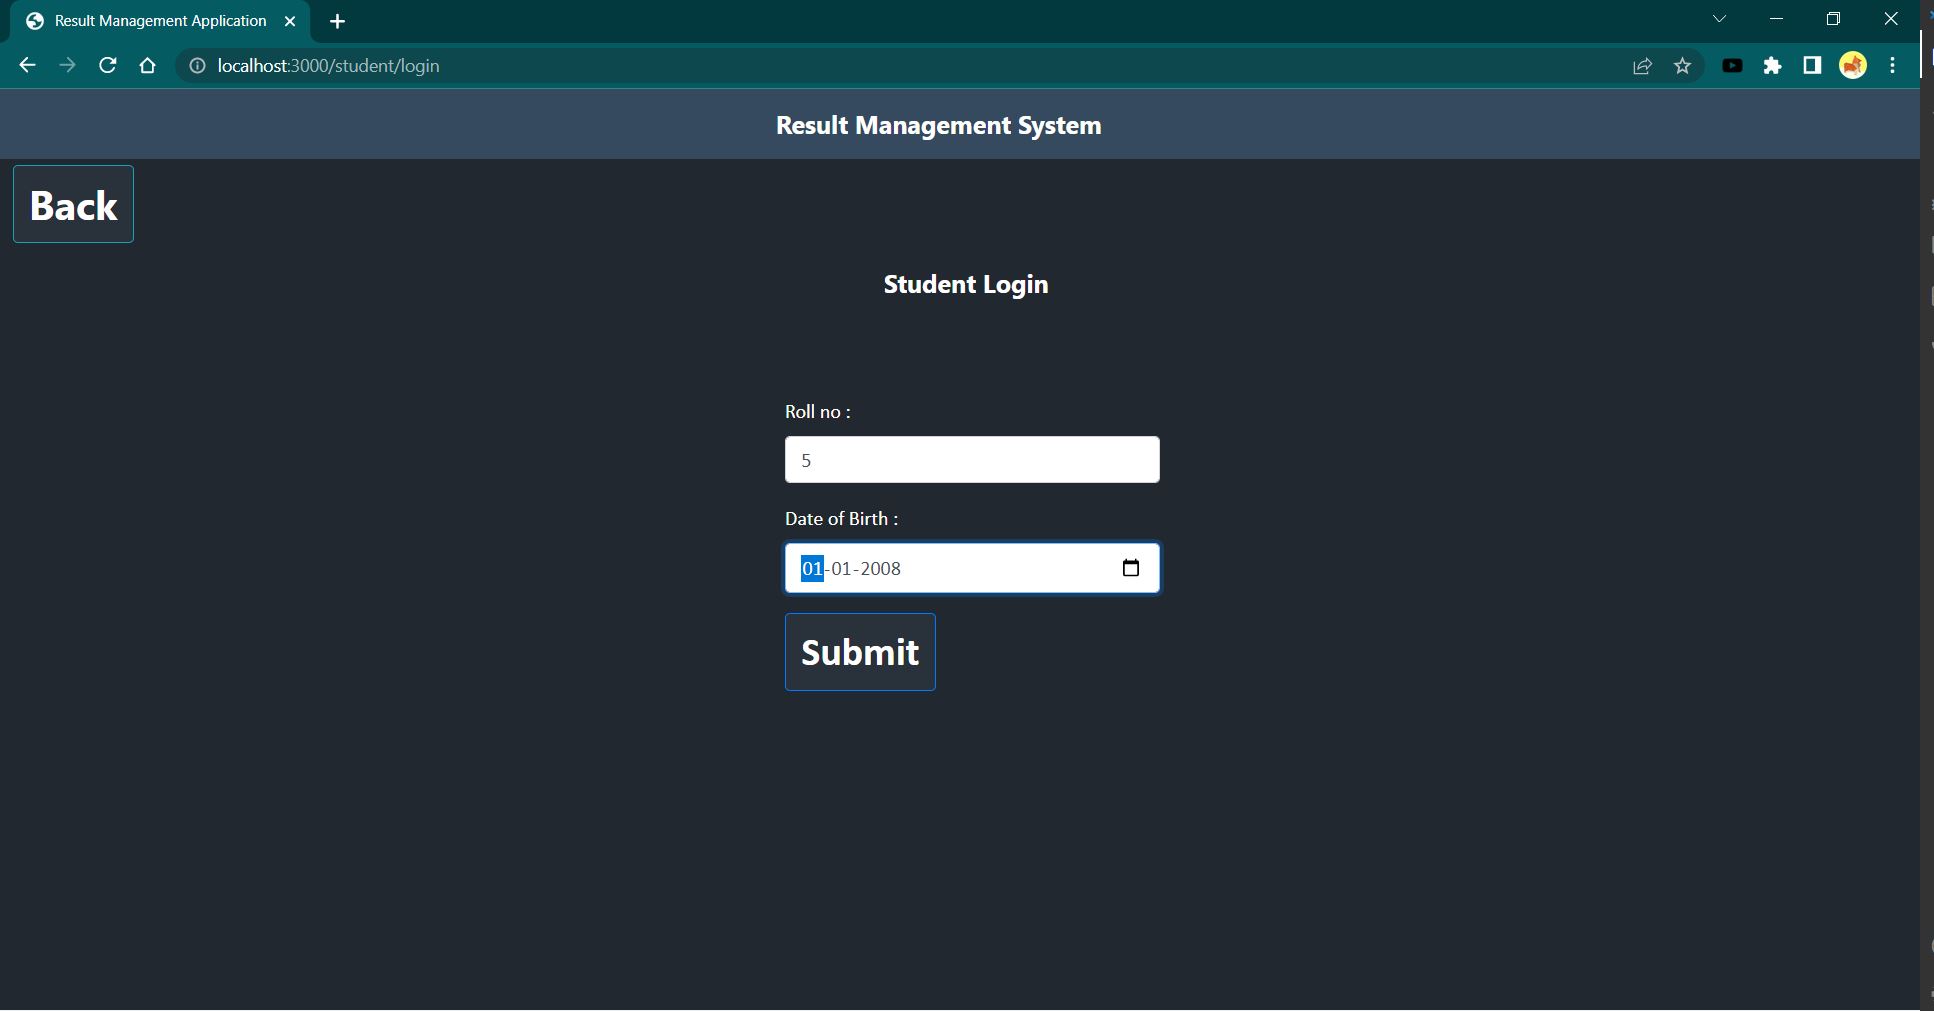 Result Management Application
localhost:3000/student/login
Result Management System
Back
Student Login
Roll no :
5
Date of Birth :
01-01-2008
Submit